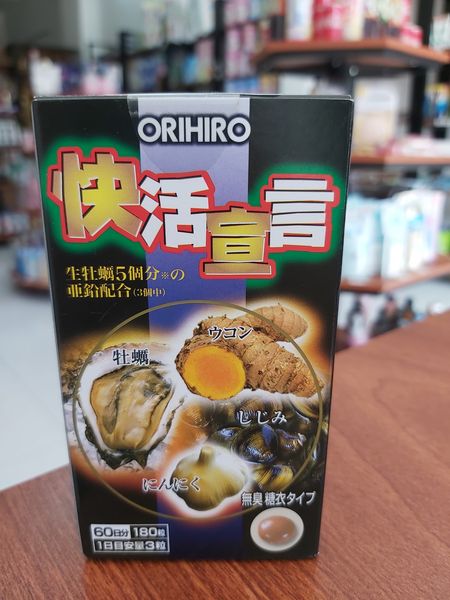 ORIHIRO
快活宣言
生牡蠣5個分※の
亜鉛配合(3個中)
ウコン
牡蠣
しじみ
にんにく
無臭 糖衣タイプ
60日分 180粒
1日目安量3粒